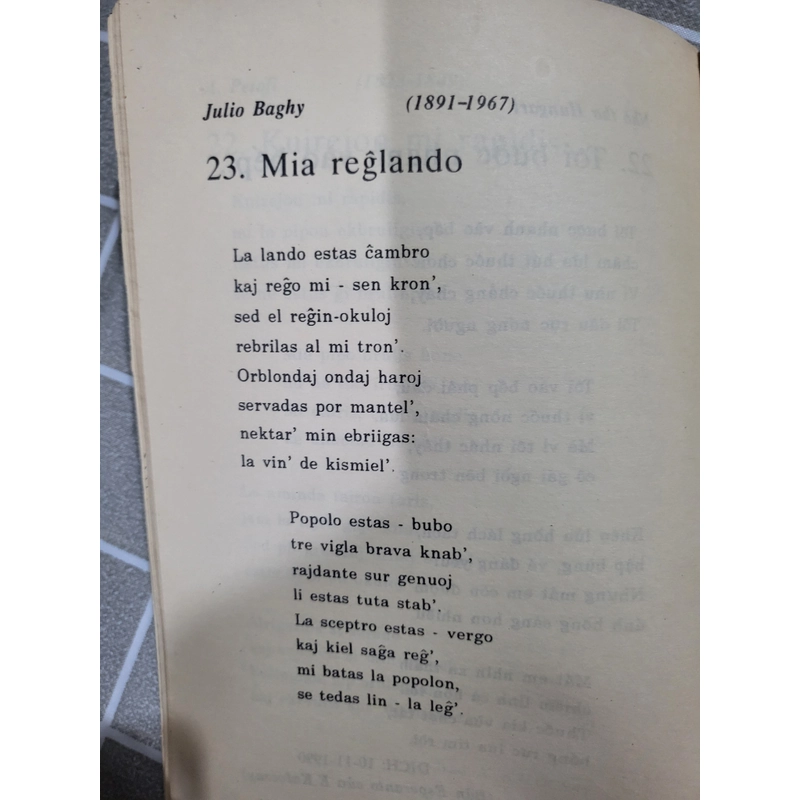 Julio Baghy (1891-1967)
23. Mia reĝlando
La lando estas ĉambro
kaj reĝo mi - sen kron',
sed el reĝin-okuloj
rebrilas al mi tron'.
Orblondaj ondaj haroj
servadas por mantel',
nektar' min ebriigas:
la vin' de kismiel'.
Popolo estas - bubo
tre vigla brava knab',
rajdante sur genuoj
li estas tuta stab'.
La sceptro estas - vergo
kaj kiel saĝa reĝ',
mi batas la popolon,
se tedas lin - la leĝ'.